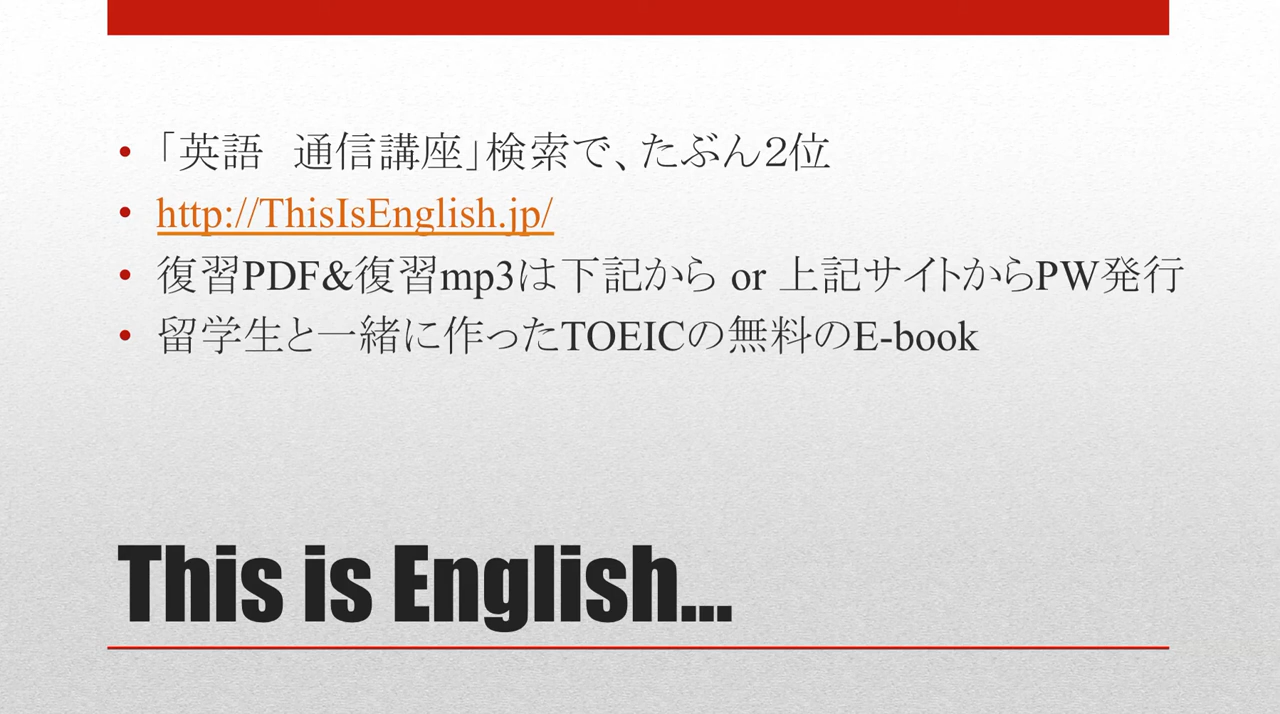 「英語　通信講座」検索で、たぶん２位
http://ThisIsEnglish.jp/
復習PDF&復習mp3は下記から or 上記サイトからPW発行
留学生と一緒に作ったTOEICの無料のE-book
This is English...